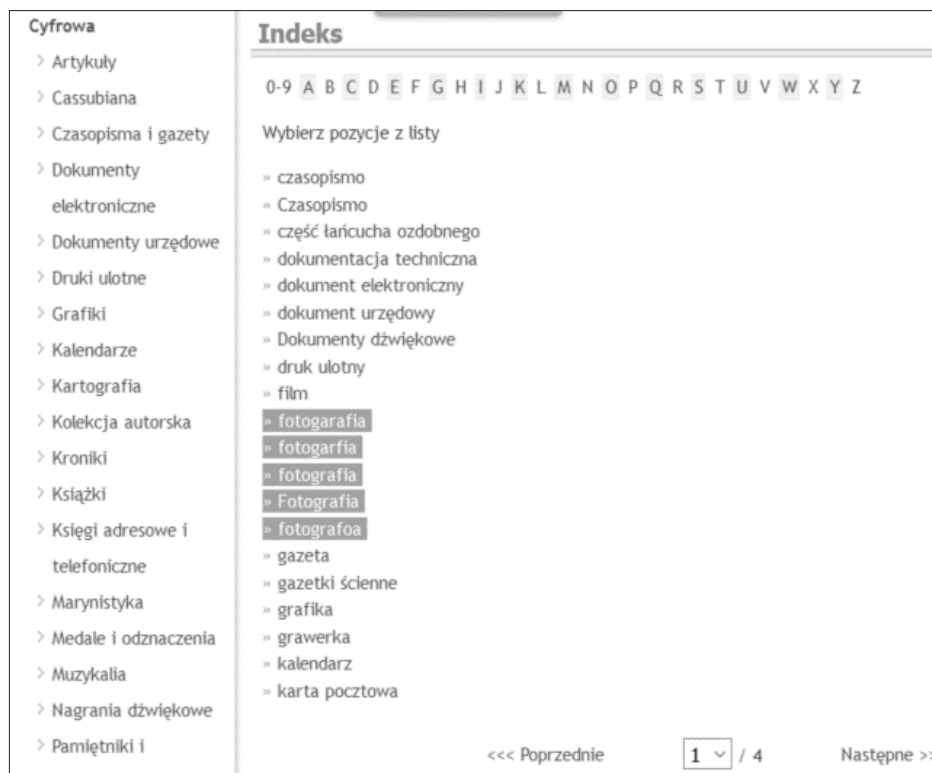 Cyfrowa
> Artykuły
> Cassubiana
> Czasopisma i gazety
> Dokumenty
elektroniczne
> Dokumenty urzędowe
> Druki ulotne
> Grafiki
> Kalendarze
> Kartografia
> Kolekcja autorska
> Kroniki
> Książki
> Księgi adresowe i
telefoniczne
> Marynistyka
> Medale i odznaczenia
> Muzykalia
> Nagrania dźwiękowe
> Pamiętniki i
Indeks
0-9 A B C D E F G H I J K L M N O P Q R S T U V W X Y Z
Wybierz pozycje z listy
» czasopismo
» Czasopismo
» część łańcucha ozdobnego
» dokumentacja techniczna
» dokument elektroniczny
» dokument urzędowy
» Dokumenty dźwiękowe
» druk ulotny
» film
» fotogarafia
» fotogarfia
» fotografia
» Fotografia
» fotografoa
» gazeta
» gazetki ścienne
» grafika
» grawerka
» kalendarz
» karta pocztowa
<<< Poprzednie 1 / 4 Następne >>